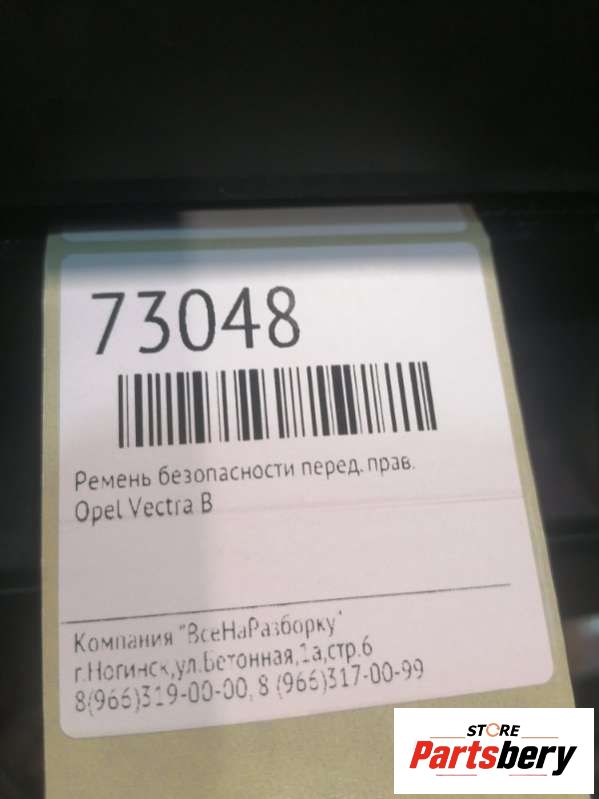 73048
Ремень безопасности перед. прав.
Opel Vectra B
Компания "ВсеНаРазборку"
г.Ногинск,ул.Бетонная,1а,стр.6
8(966)319-00-00, 8 (966)317-00-99
STORE
Partsbery